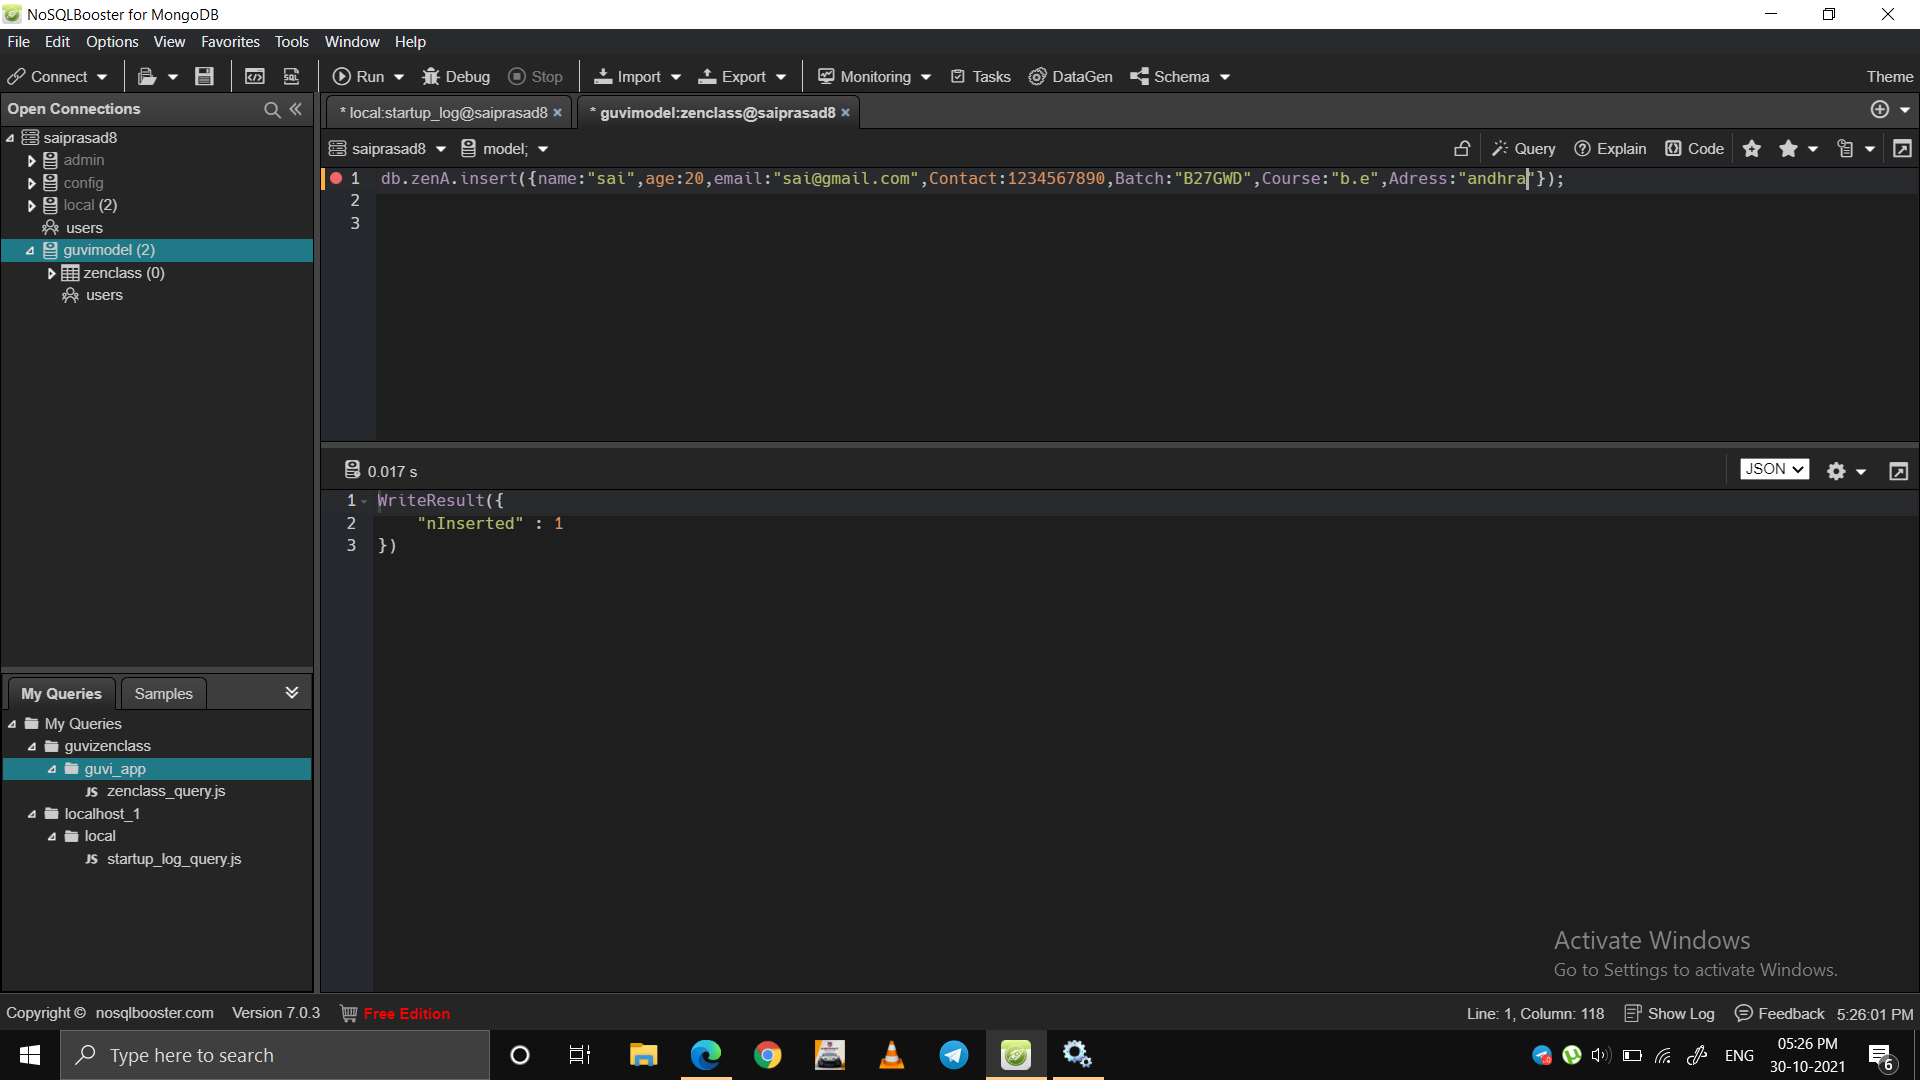 NoSQLBooster for MongoDB
File Edit Options View Favorites Tools Window Help
Connect Run Debug Stop Import Export Monitoring Tasks DataGen Schema Theme
Open Connections
* local:startup_log@saiprasad8 × * guvimodel:zenclass@saiprasad8 ×
saiprasad8 model; Query Explain Code
saiprasad8
admin
config
local (2)
users
guvimodel (2)
zenclass (0)
users
1 db.zenA.insert({name:"sai",age:20,email:"sai@gmail.com",Contact:1234567890,Batch:"B27GWD",Course:"b.e",Adress:"andhra"});
2
3
0.017 s JSON
1 WriteResult({
2 "nInserted" : 1
3 })
My Queries Samples
My Queries
guvizenclass
guvi_app
JS zenclass_query.js
localhost_1
local
JS startup_log_query.js
Activate Windows
Go to Settings to activate Windows.
Copyright © nosqlbooster.com Version 7.0.3 Free Edition Line: 1, Column: 118 Show Log Feedback 5:26:01 PM
Type here to search ENG 05:26 PM
30-10-2021 6